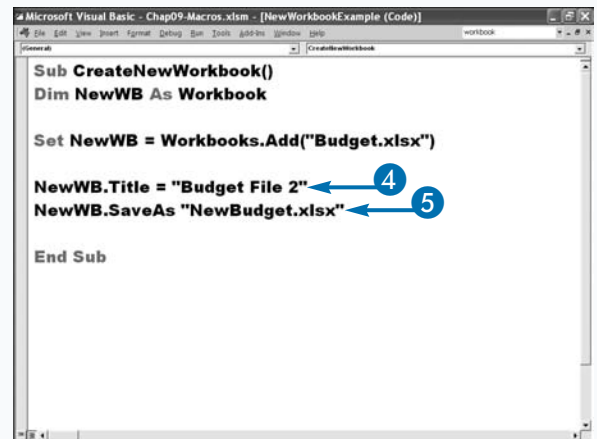 Microsoft Visual Basic - Chap09-Macros.xlsm - [NewWorkbookExample (Code)]
File Edit View Insert Format Debug Run Tools Add-Ins Window Help workbook
(General) CreateNewWorkbook
Sub CreateNewWorkbook()
Dim NewWB As Workbook
Set NewWB = Workbooks.Add("Budget.xlsx")
NewWB.Title = "Budget File 2" 4
NewWB.SaveAs "NewBudget.xlsx" 5
End Sub